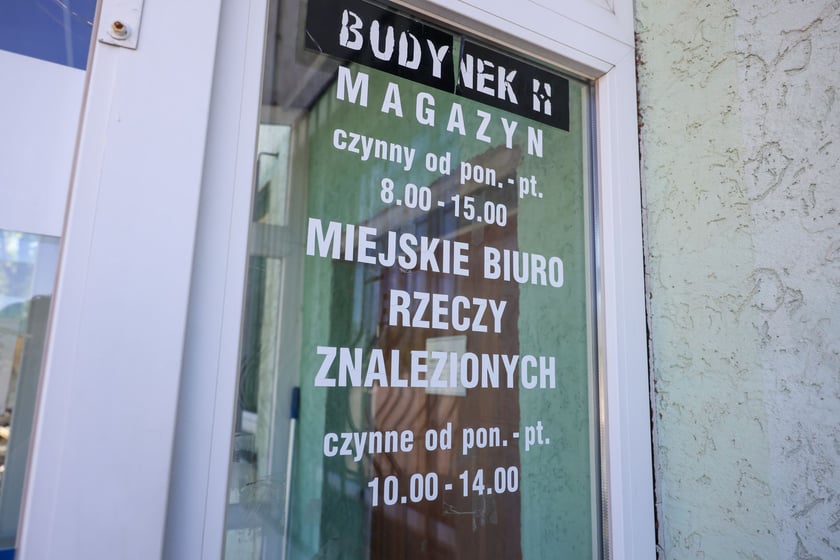 BUDYNEK H
MAGAZYN
czynny od pon. - pt.
8.00 - 15.00
MIEJSKIE BIURO
RZECZY
ZNALEZIONYCH
czynne od pon. - pt.
10.00 - 14.00